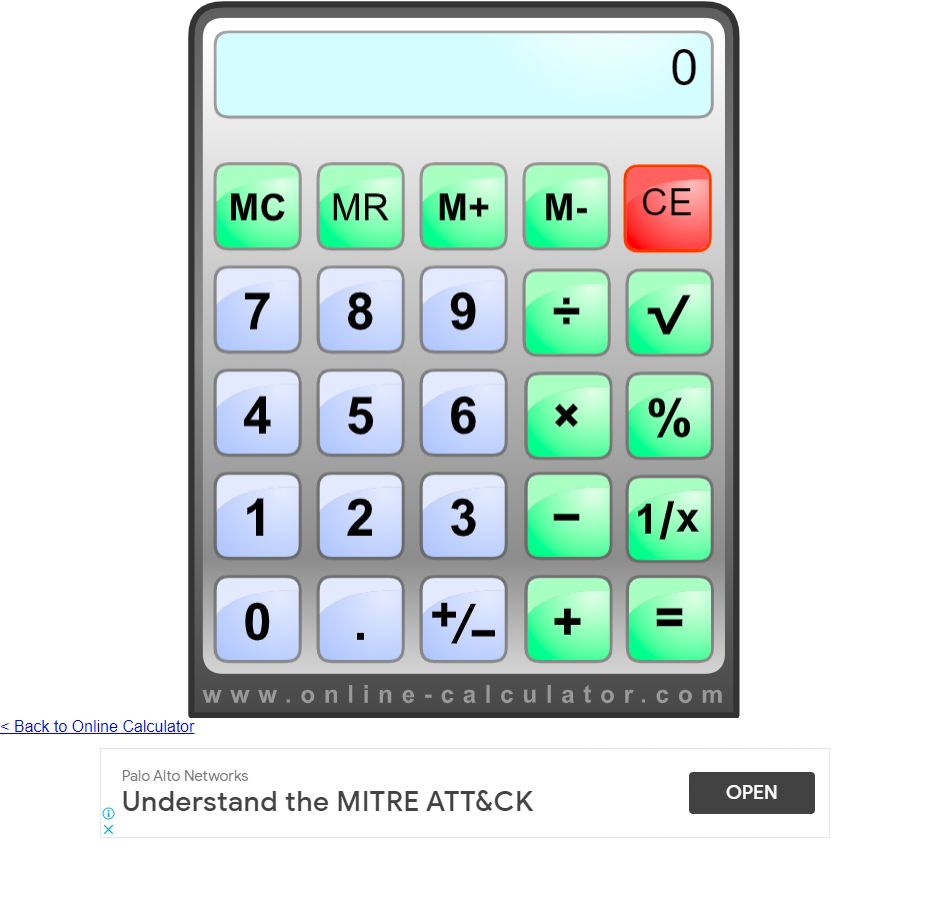 0
MC MR M+ M- CE
7 8 9 ÷ √
4 5 6 × %
1 2 3 − 1/x
0 . +/− + =
www.online-calculator.com
< Back to Online Calculator
Palo Alto Networks
Understand the MITRE ATT&CK
OPEN